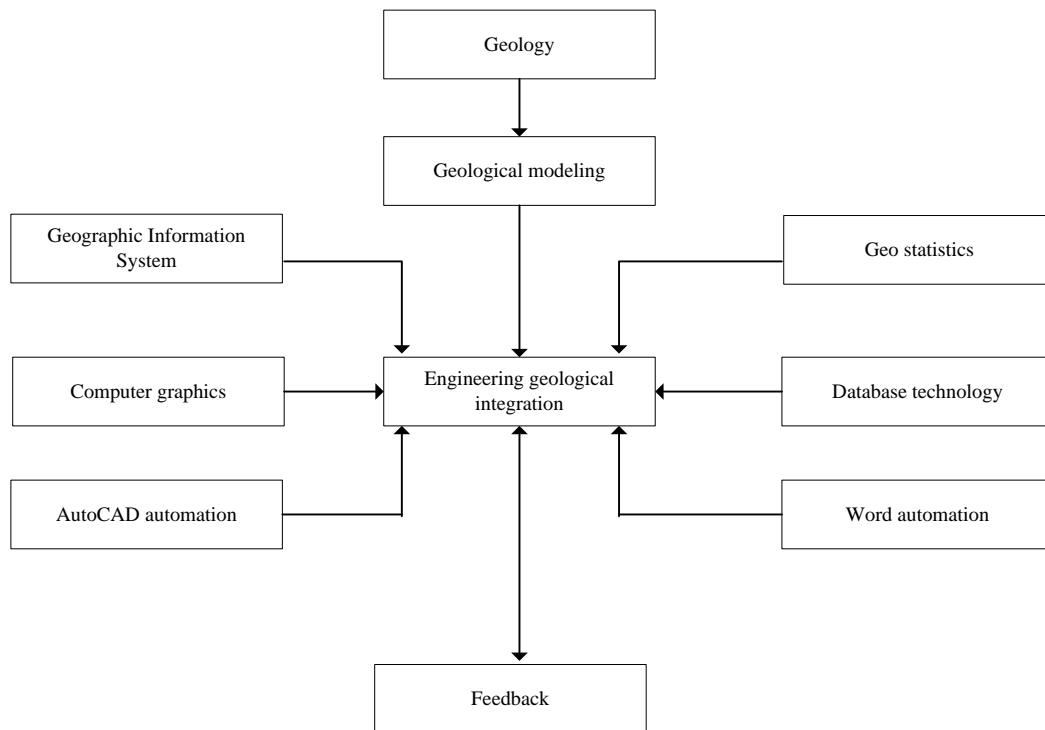 Geology
Geological modeling
Geographic Information
System
Geo statistics
Computer graphics
Engineering geological
integration
Database technology
AutoCAD automation
Word automation
Feedback